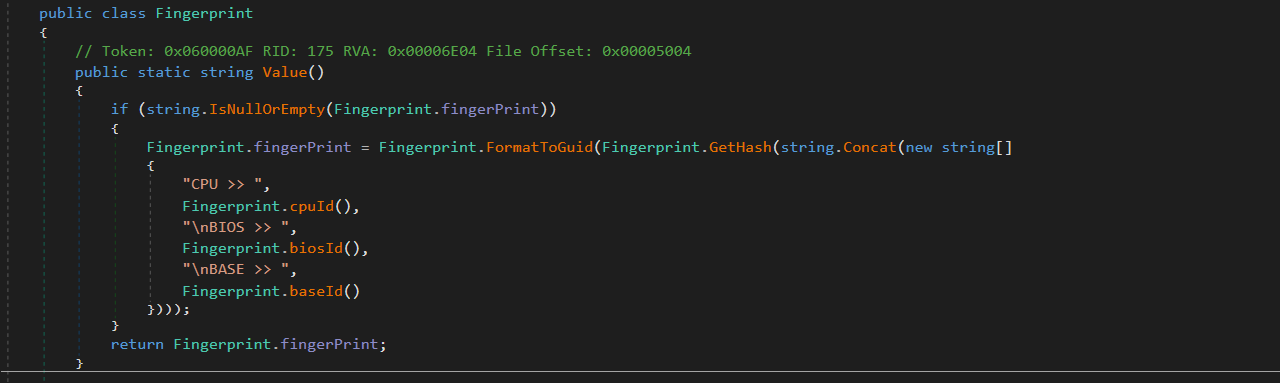 public class Fingerprint
{
// Token: 0x060000AF RID: 175 RVA: 0x00006E04 File Offset: 0x00005004
public static string Value()
{
if (string.IsNullOrEmpty(Fingerprint.fingerPrint))
{
Fingerprint.fingerPrint = Fingerprint.FormatToGuid(Fingerprint.GetHash(string.Concat(new string[]
{
"CPU >> ",
Fingerprint.cpuId(),
"\nBIOS >> ",
Fingerprint.biosId(),
"\nBASE >> ",
Fingerprint.baseId()
})));
}
return Fingerprint.fingerPrint;
}